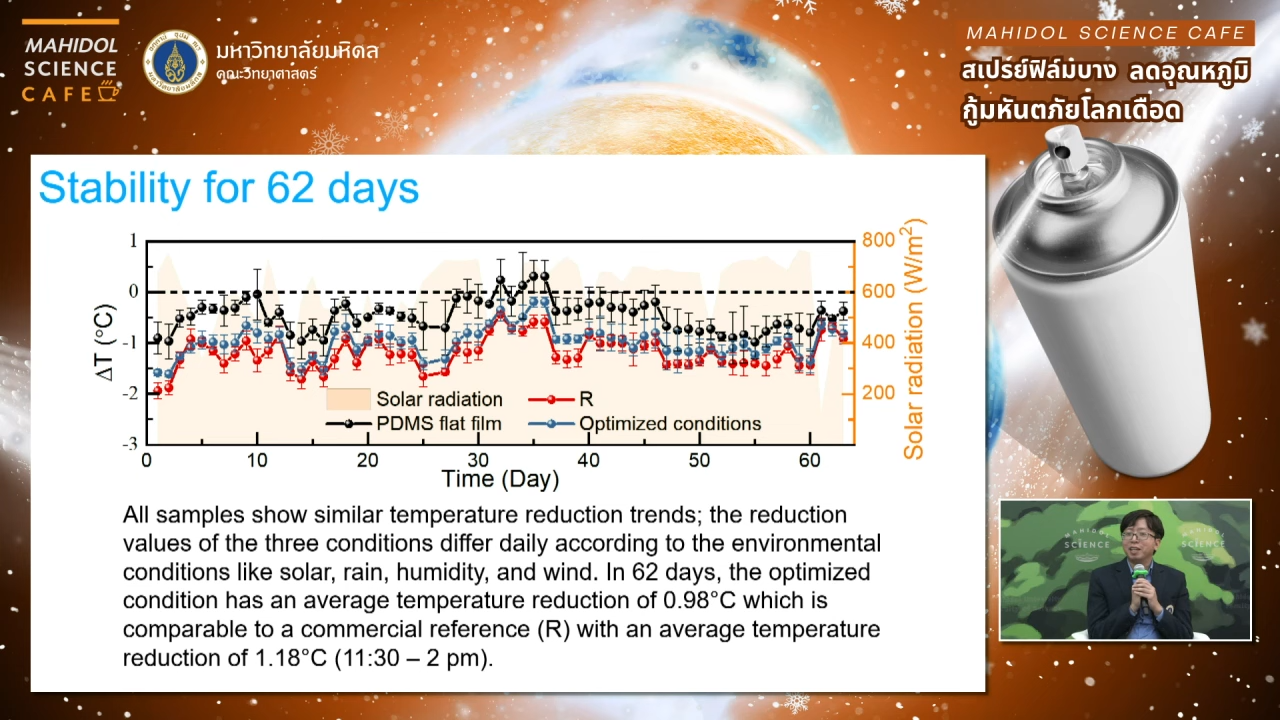 MAHIDOL
SCIENCE
CAFE
มหาวิทยาลัยมหิดล
คณะวิทยาศาสตร์
MAHIDOL SCIENCE CAFE
สเปรย์ฟิล์มบาง ลดอุณหภูมิ
กู้มหันตภัยโลกเดือด
Stability for 62 days
1
0
-1
-2
-3
ΔT (°C)
800
600
400
200
Solar radiation (W/m²)
Solar radiation
R
PDMS flat film
Optimized conditions
0 10 20 30 40 50 60
Time (Day)
All samples show similar temperature reduction trends; the reduction
values of the three conditions differ daily according to the environmental
conditions like solar, rain, humidity, and wind. In 62 days, the optimized
condition has an average temperature reduction of 0.98°C which is
comparable to a commercial reference (R) with an average temperature
reduction of 1.18°C (11:30 – 2 pm).
MAHIDOL
SCIENCE
MAHIDOL
SCIENCE